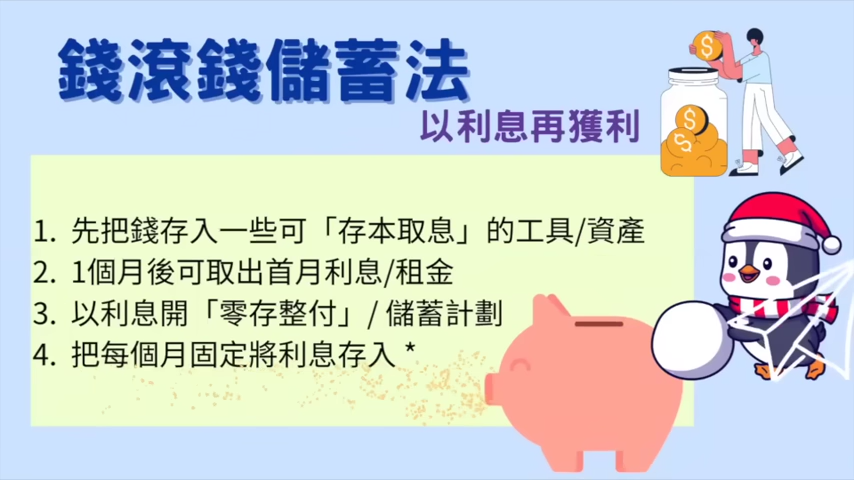 錢滾錢儲蓄法
以利息再獲利
1. 先把錢存入一些可「存本取息」的工具/資產
2. 1個月後可取出首月利息/租金
3. 以利息開「零存整付」/ 儲蓄計劃
4. 把每個月固定將利息存入 *